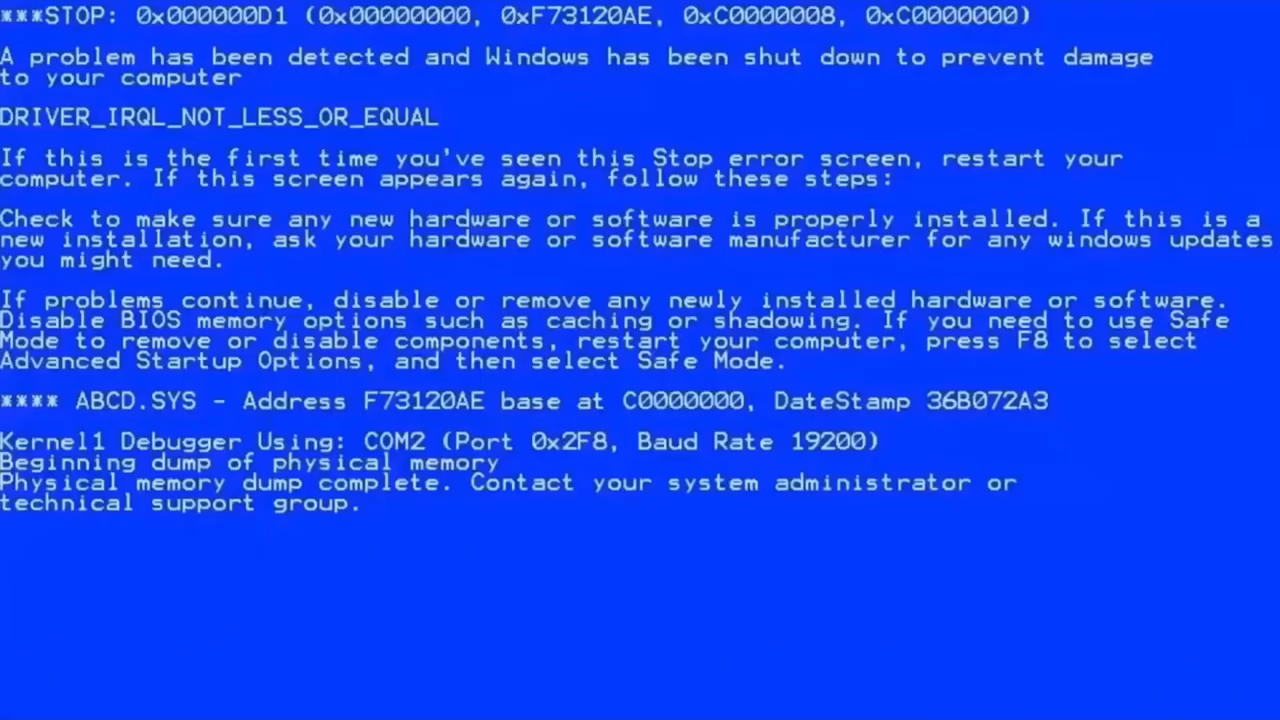 ***STOP: 0x000000D1 (0x00000000, 0xF73120AE, 0xC0000008, 0xC0000000)
A problem has been detected and Windows has been shut down to prevent damage
to your computer
DRIVER_IRQL_NOT_LESS_OR_EQUAL
If this is the first time you've seen this Stop error screen, restart your
computer. If this screen appears again, follow these steps:
Check to make sure any new hardware or software is properly installed. If this is a
new installation, ask your hardware or software manufacturer for any windows updates
you might need.
If problems continue, disable or remove any newly installed hardware or software.
Disable BIOS memory options such as caching or shadowing. If you need to use Safe
Mode to remove or disable components, restart your computer, press F8 to select
Advanced Startup Options, and then select Safe Mode.
**** ABCD.SYS - Address F73120AE base at C0000000, DateStamp 36B072A3
Kernel1 Debugger Using: COM2 (Port 0x2F8, Baud Rate 19200)
Beginning dump of physical memory
Physical memory dump complete. Contact your system administrator or
technical support group.